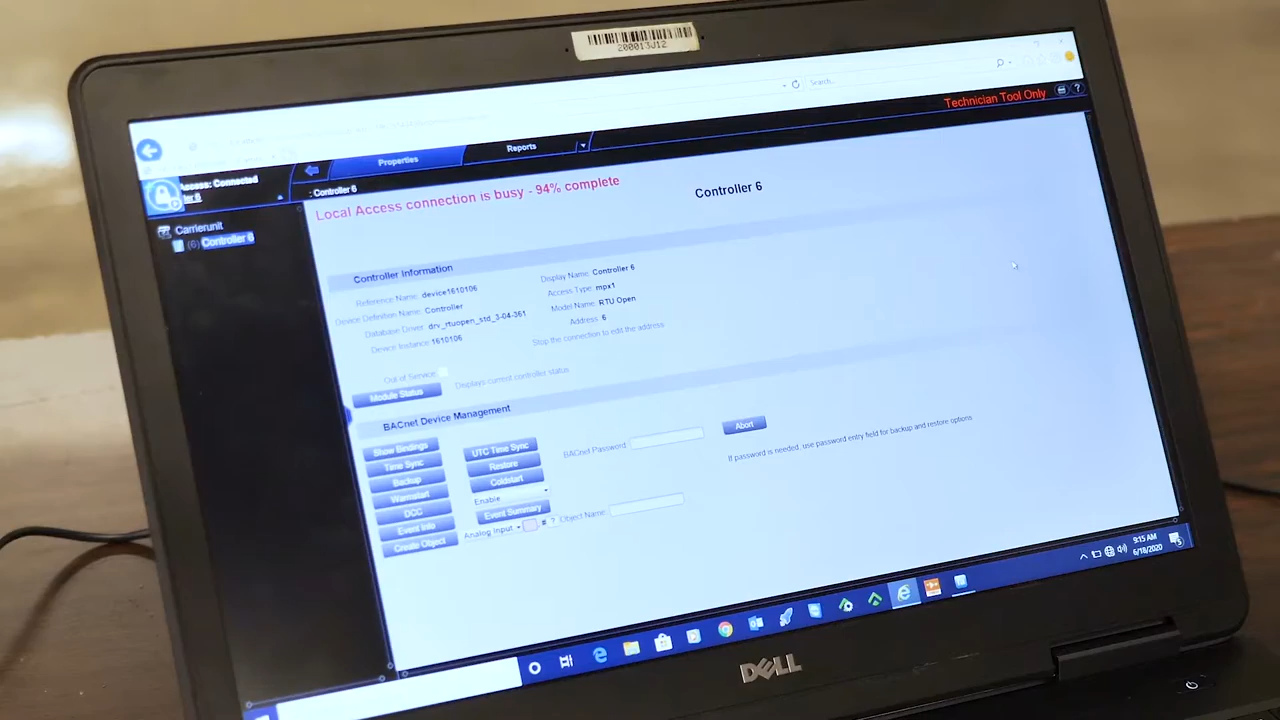 200013J12
Search...
Technician Tool Only
?
Properties
Reports
Access: Connected
: Controller 6
Local Access connection is busy - 94% complete
Controller 6
Carrierunit
(6) Controller 6
Controller Information
Reference Name: device1610106
Display Name: Controller 6
Device Definition Name: Controller
Access Type: mpx1
Database Driver: drv_rtuopen_std_3-04-361
Model Name: RTU Open
Device Instance: 1610106
Address: 6
Stop the connection to edit the address
Out of Service:
Module Status
Displays current controller status
BACnet Device Management
Show Bindings
UTC Time Sync
BACnet Password:
Abort
Time Sync
Restore
If password is needed, use password entry field for backup and restore options
Backup
Coldstart
Warmstart
Enable
DCC
Event Summary
Event Info
Analog Input
# ? Object Name:
Create Object
9:15 AM
6/18/2020
5
DELL